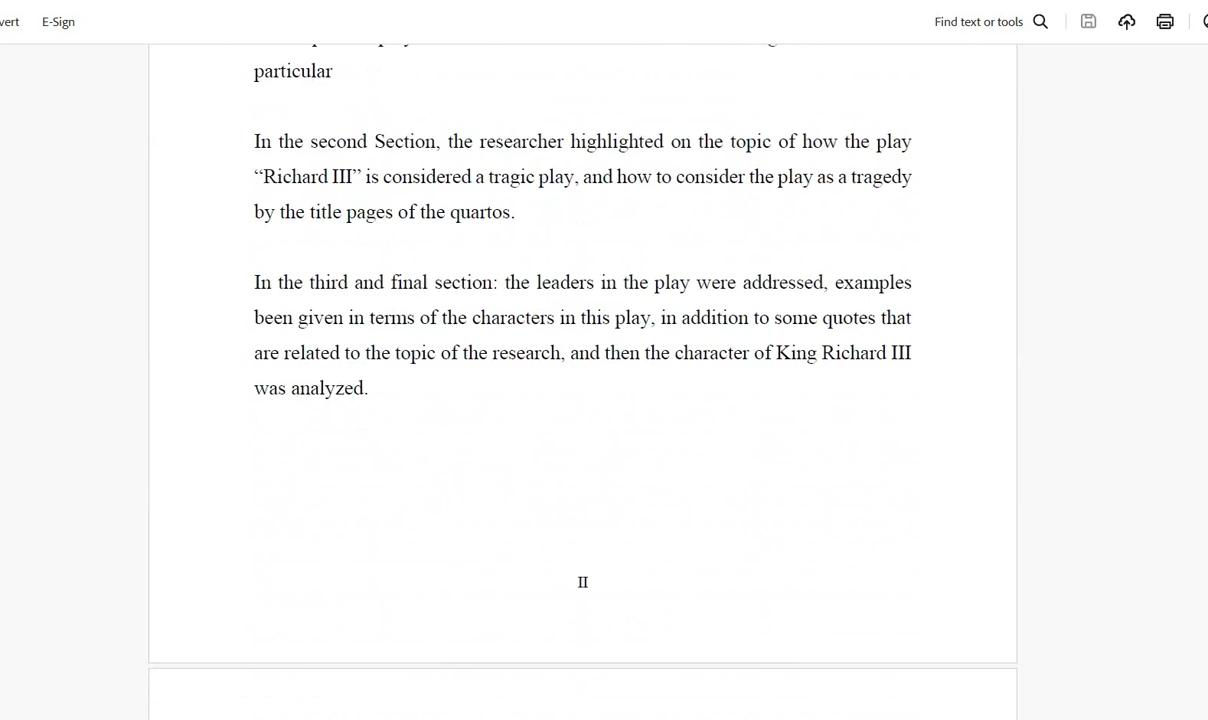 vert E-Sign Find text or tools
particular
In the second Section, the researcher highlighted on the topic of how the play
“Richard III” is considered a tragic play, and how to consider the play as a tragedy
by the title pages of the quartos.
In the third and final section: the leaders in the play were addressed, examples
been given in terms of the characters in this play, in addition to some quotes that
are related to the topic of the research, and then the character of King Richard III
was analyzed.
II